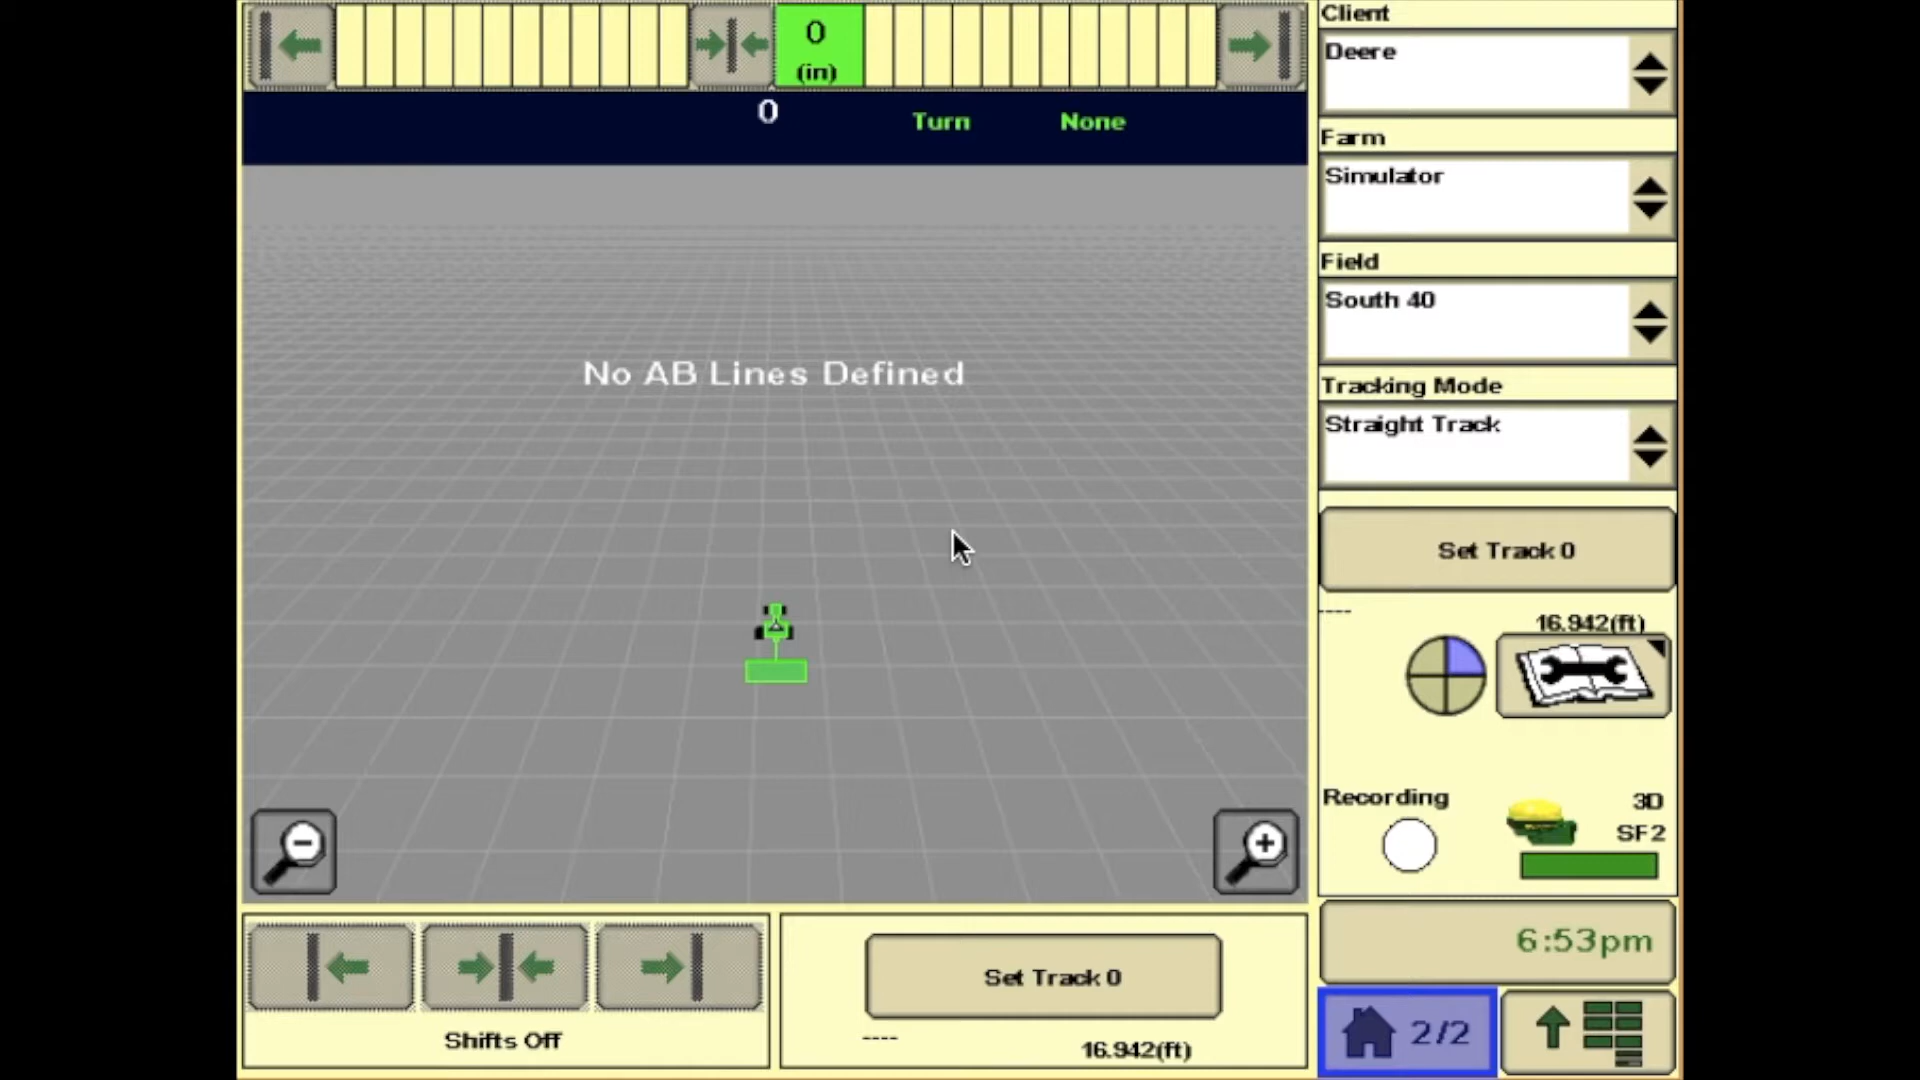 0
(in)
0
Turn None
No AB Lines Defined
Shifts Off
Set Track 0
---- 16.942(ft)
Client
Deere
Farm
Simulator
Field
South 40
Tracking Mode
Straight Track
Set Track 0
----
16.942(ft)
Recording
3D
SF2
6:53pm
2/2